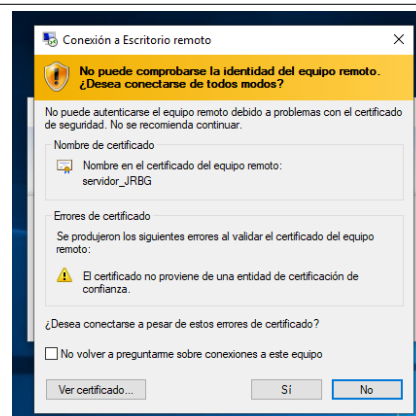 Conexión a Escritorio remoto
No puede comprobarse la identidad del equipo remoto.
¿Desea conectarse de todos modos?
No puede autenticarse el equipo remoto debido a problemas con el certificado
de seguridad. No se recomienda continuar.
Nombre de certificado
Nombre en el certificado del equipo remoto:
servidor_JRBG
Errores de certificado
Se produjeron los siguientes errores al validar el certificado del equipo
remoto:
El certificado no proviene de una entidad de certificación de
confianza.
¿Desea conectarse a pesar de estos errores de certificado?
No volver a preguntarme sobre conexiones a este equipo
Ver certificado...
Sí
No